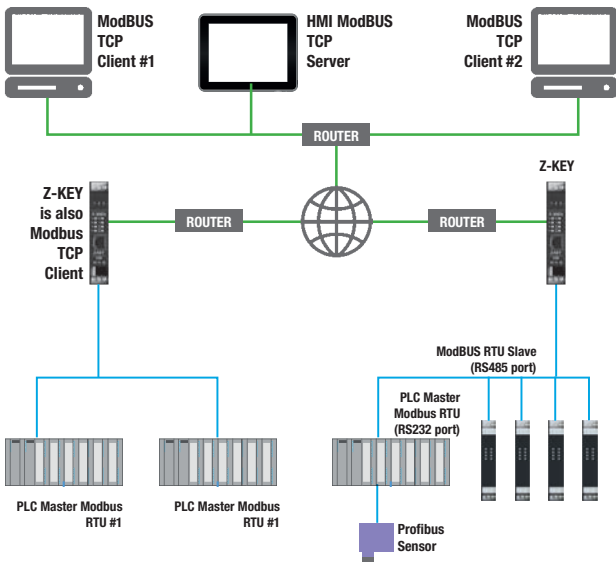 ModBUS
TCP
Client #1
HMI ModBUS
TCP
Server
ModBUS
TCP
Client #2
ROUTER
Z-KEY
is also
Modbus
TCP
Client
ROUTER
ROUTER
Z-KEY
ModBUS RTU Slave
(RS485 port)
PLC Master
Modbus RTU
(RS232 port)
PLC Master Modbus
RTU #1
PLC Master Modbus
RTU #1
Profibus
Sensor